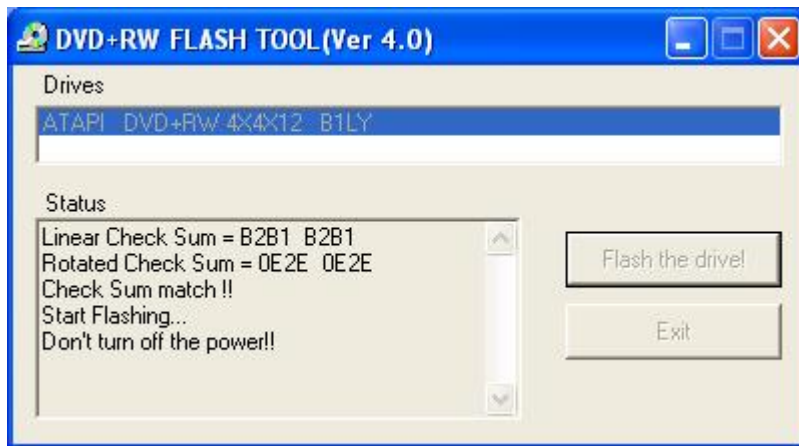 DVD+RW FLASH TOOL(Ver 4.0)
Drives
ATAPI DVD+RW 4X4X12 B1LY
Status
Linear Check Sum = B2B1 B2B1
Rotated Check Sum = 0E2E 0E2E
Check Sum match !!
Start Flashing...
Don't turn off the power!!
Flash the drive!
Exit